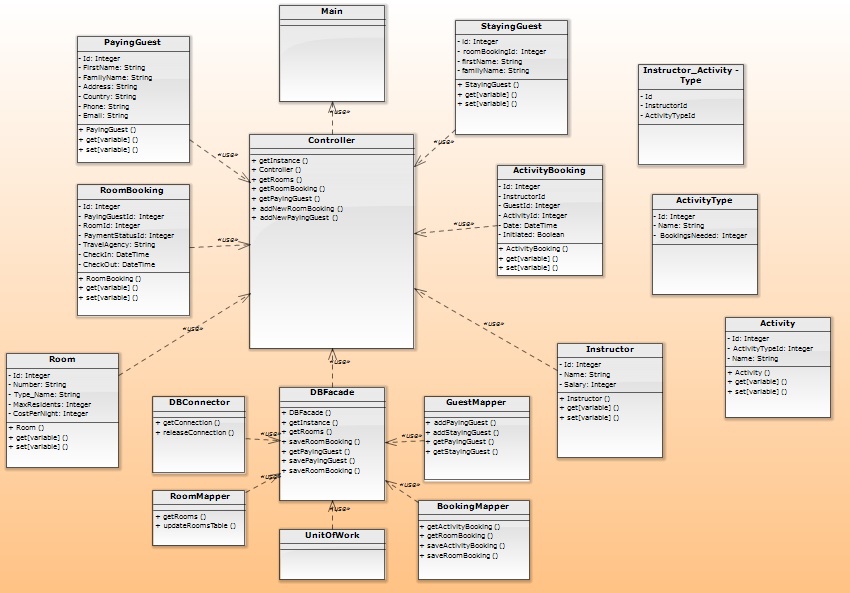 Main
StayingGuest
- id: Integer
- roomBookingId: Integer
- firstName: String
- familyName: String
+ StayingGuest ()
+ get[variable] ()
+ set[variable] ()
PayingGuest
- Id: Integer
- FirstName: String
- FamilyName: String
- Address: String
- Country: String
- Phone: String
- Email: String
+ PayingGuest ()
+ get[variable] ()
+ set[variable] ()
Instructor_Activity -
Type
- Id
- InstructorId
- ActivityTypeId
«use»
«use»
«use»
Controller
+ getInstance ()
+ Controller ()
+ getRooms ()
+ getRoomBooking ()
+ getPayingGuest ()
+ addNewRoomBooking ()
+ addNewPayingGuest ()
ActivityBooking
- Id: Integer
- InstructorId
- GuestId: Integer
- ActivityId: Integer
- Date: DateTime
- Initiated: Boolean
+ ActivityBooking ()
+ get[variable] ()
+ set[variable] ()
RoomBooking
- Id: Integer
- PayingGuestId: Integer
- RoomId: Integer
- PaymentStatusId: Integer
- TravelAgency: String
- CheckIn: DateTime
- CheckOut: DateTime
+ RoomBooking ()
+ get[variable] ()
+ set[variable] ()
ActivityType
- Id: Integer
- Name: String
- BookingsNeeded: Integer
«use»
«use»
«use»
«use»
Activity
- Id: Integer
- ActivityTypeId: Integer
- Name: String
+ Activity ()
+ get[variable] ()
+ set[variable] ()
Instructor
- Id: Integer
- Name: String
- Salary: Integer
+ Instructor ()
+ get[variable] ()
+ set[variable] ()
Room
- Id: Integer
- Number: String
- Type_Name: String
- MaxResidents: Integer
- CostPerNight: Integer
+ Room ()
+ get[variable] ()
+ set[variable] ()
«use»
DBFacade
+ DBFacade ()
+ getInstance ()
+ getRooms ()
+ saveRoomBooking ()
+ getPayingGuest ()
+ savePayingGuest ()
+ saveRoomBooking ()
DBConnector
+ getConnection ()
+ releaseConnection ()
GuestMapper
+ addPayingGuest ()
+ addStayingGuest ()
+ getPayingGuest ()
+ getStayingGuest ()
«use»
«use»
«use»
«use»
RoomMapper
+ getRooms ()
+ updateRoomsTable ()
BookingMapper
+ getActivityBooking ()
+ getRoomBooking ()
+ saveActivityBooking ()
+ saveRoomBooking ()
«use»
UnitOfWork